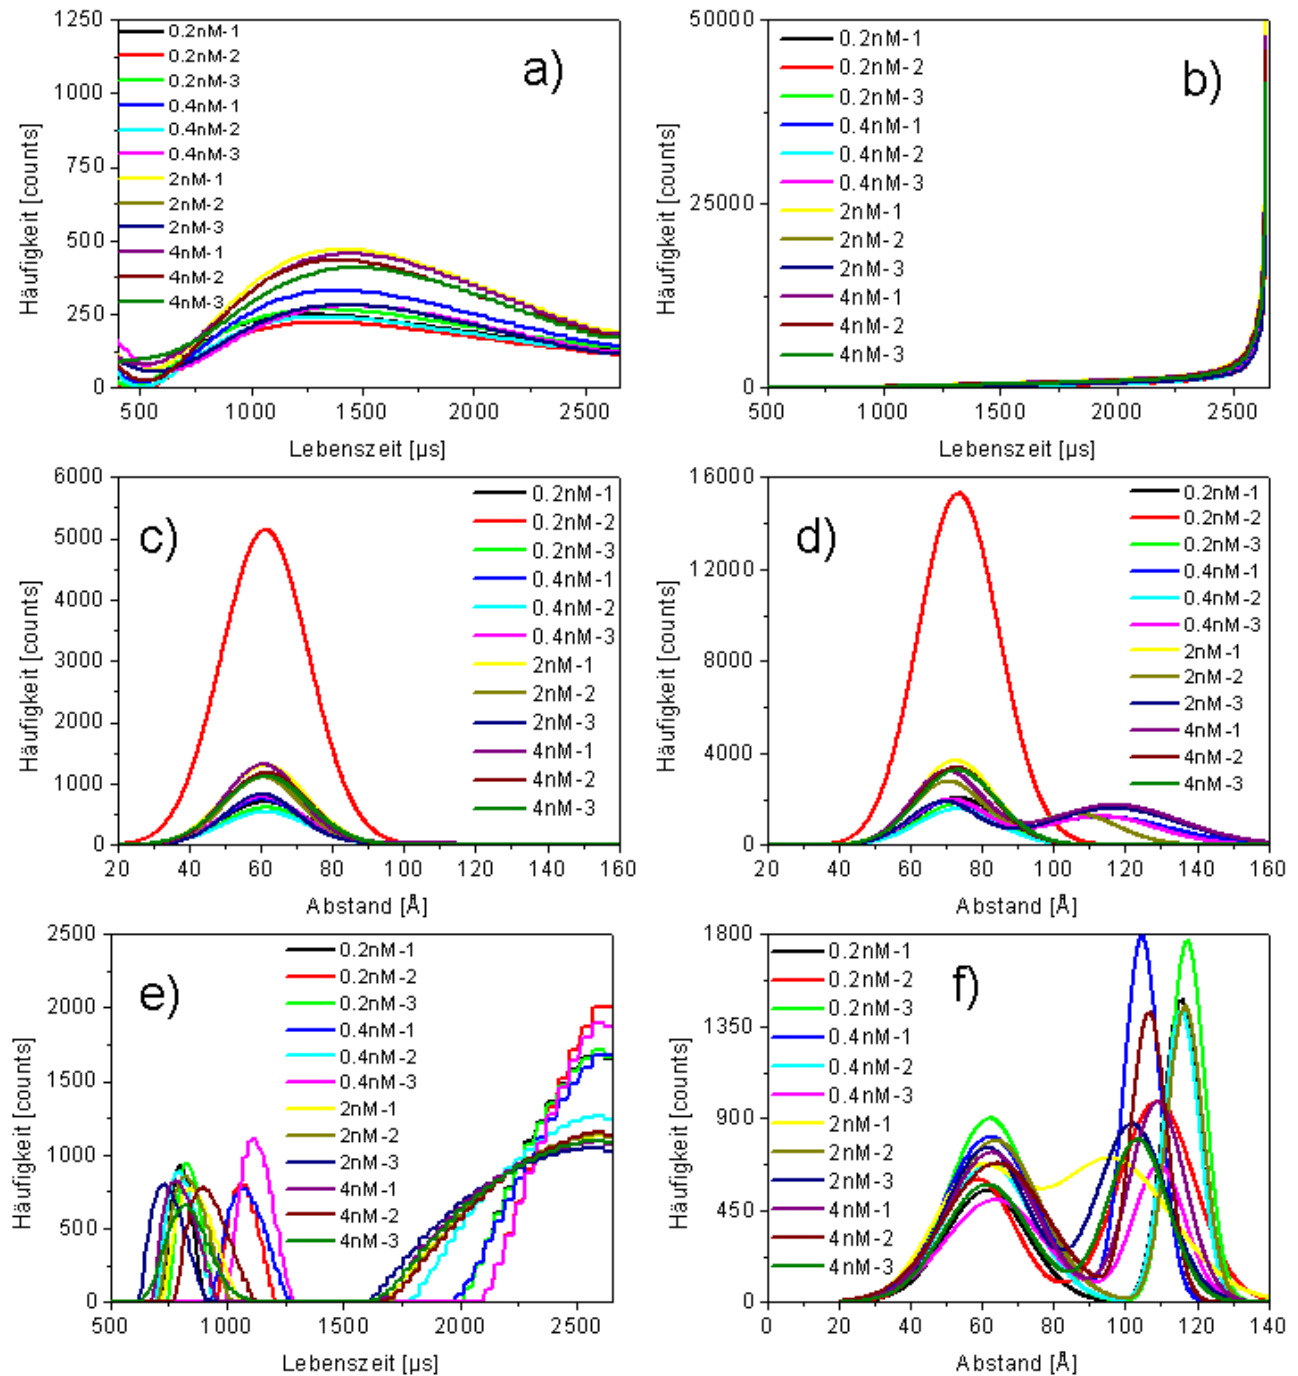 a)
Häufigkeit [counts]
1250
1000
750
500
250
0
0.2nM-1
0.2nM-2
0.2nM-3
0.4nM-1
0.4nM-2
0.4nM-3
2nM-1
2nM-2
2nM-3
4nM-1
4nM-2
4nM-3
500 1000 1500 2000 2500
Lebenszeit [µs]
b)
Häufigkeit [counts]
50000
25000
0
0.2nM-1
0.2nM-2
0.2nM-3
0.4nM-1
0.4nM-2
0.4nM-3
2nM-1
2nM-2
2nM-3
4nM-1
4nM-2
4nM-3
500 1000 1500 2000 2500
Lebenszeit [µs]
c)
Häufigkeit [counts]
6000
5000
4000
3000
2000
1000
0
0.2nM-1
0.2nM-2
0.2nM-3
0.4nM-1
0.4nM-2
0.4nM-3
2nM-1
2nM-2
2nM-3
4nM-1
4nM-2
4nM-3
20 40 60 80 100 120 140 160
Abstand [Å]
d)
Häufigkeit [counts]
16000
12000
8000
4000
0
0.2nM-1
0.2nM-2
0.2nM-3
0.4nM-1
0.4nM-2
0.4nM-3
2nM-1
2nM-2
2nM-3
4nM-1
4nM-2
4nM-3
20 40 60 80 100 120 140 160
Abstand [Å]
e)
Häufigkeit [counts]
2500
2000
1500
1000
500
0
0.2nM-1
0.2nM-2
0.2nM-3
0.4nM-1
0.4nM-2
0.4nM-3
2nM-1
2nM-2
2nM-3
4nM-1
4nM-2
4nM-3
500 1000 1500 2000 2500
Lebenszeit [µs]
f)
Häufigkeit [counts]
1800
1350
900
450
0
0.2nM-1
0.2nM-2
0.2nM-3
0.4nM-1
0.4nM-2
0.4nM-3
2nM-1
2nM-2
2nM-3
4nM-1
4nM-2
4nM-3
0 20 40 60 80 100 120 140
Abstand [Å]